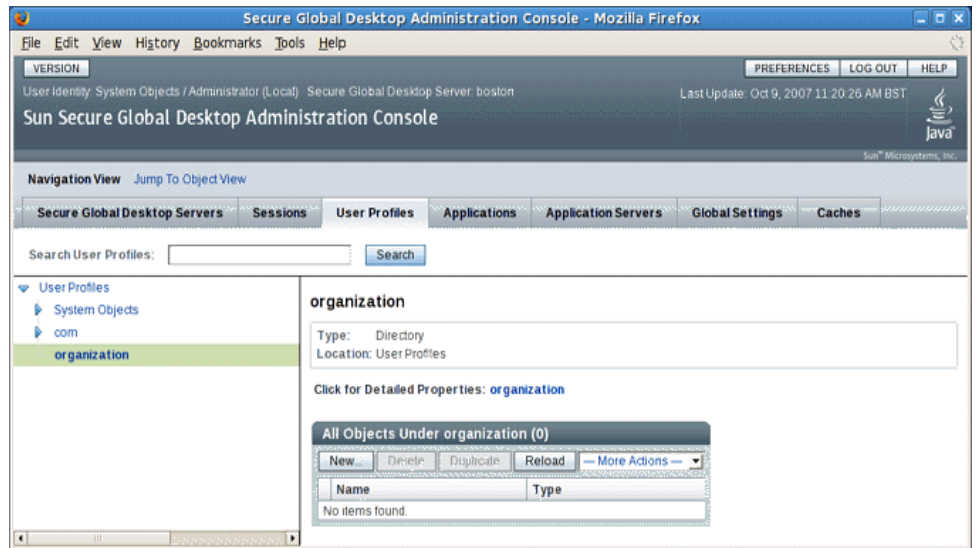 Secure Global Desktop Administration Console - Mozilla Firefox
File Edit View History Bookmarks Tools Help
VERSION PREFERENCES LOG OUT HELP
User Identity: System Objects / Administrator (Local) Secure Global Desktop Server: boston Last Update: Oct 9, 2007 11:20:26 AM BST
Sun Secure Global Desktop Administration Console
Java
Sun™ Microsystems, Inc.
Navigation View Jump To Object View
Secure Global Desktop Servers Sessions User Profiles Applications Application Servers Global Settings Caches
Search User Profiles: Search
User Profiles
System Objects
com
organization
organization
Type: Directory
Location: User Profiles
Click for Detailed Properties: organization
All Objects Under organization (0)
New... Delete Duplicate Reload — More Actions —
Name Type
No items found.